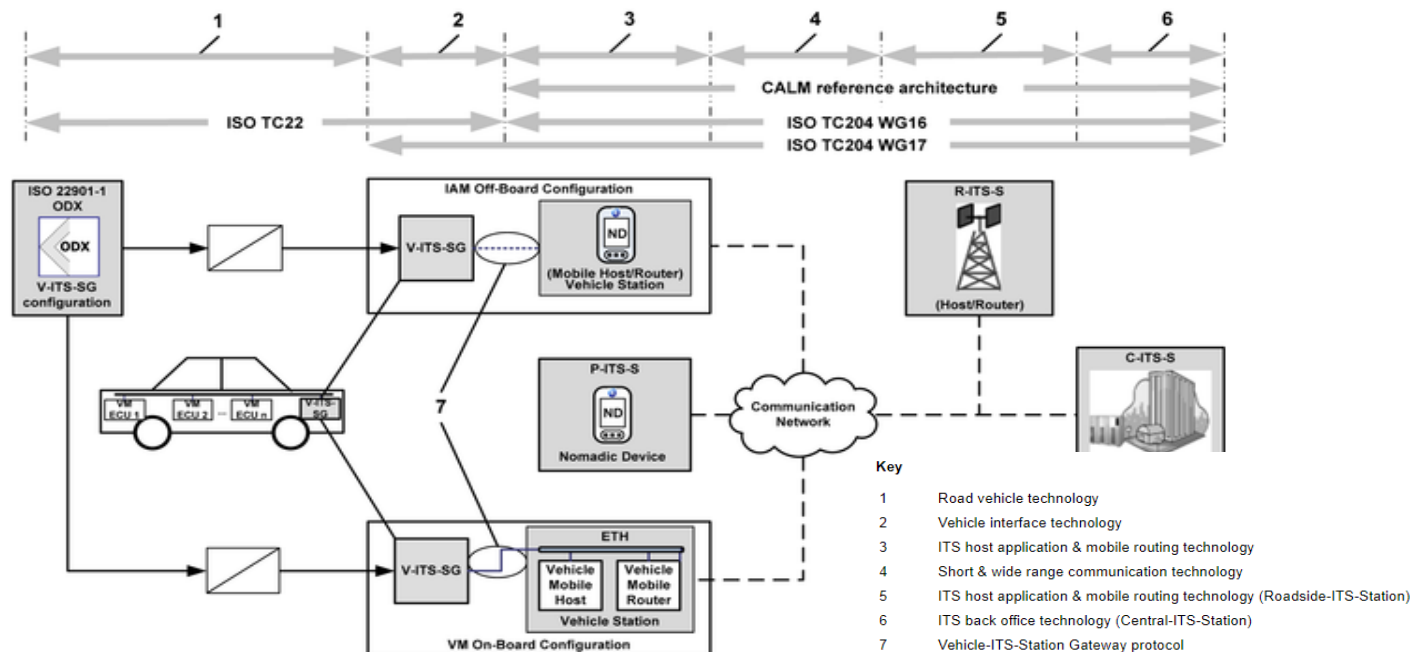 1 2 3 4 5 6
CALM reference architecture
ISO TC22 ISO TC204 WG16
ISO TC204 WG17
ISO 22901-1
ODX
ODX
V-ITS-SG
configuration
IAM Off-Board Configuration
V-ITS-SG
ND
(Mobile Host/Router)
Vehicle Station
R-ITS-S
(Host/Router)
VM
ECU 1
VM
ECU 2
...
VM
ECU n
V-ITS-
SG
7
P-ITS-S
ND
Nomadic Device
Communication
Network
C-ITS-S
V-ITS-SG
ETH
Vehicle
Mobile
Host
Vehicle
Mobile
Router
Vehicle Station
VM On-Board Configuration
Key
1 Road vehicle technology
2 Vehicle interface technology
3 ITS host application & mobile routing technology
4 Short & wide range communication technology
5 ITS host application & mobile routing technology (Roadside-ITS-Station)
6 ITS back office technology (Central-ITS-Station)
7 Vehicle-ITS-Station Gateway protocol